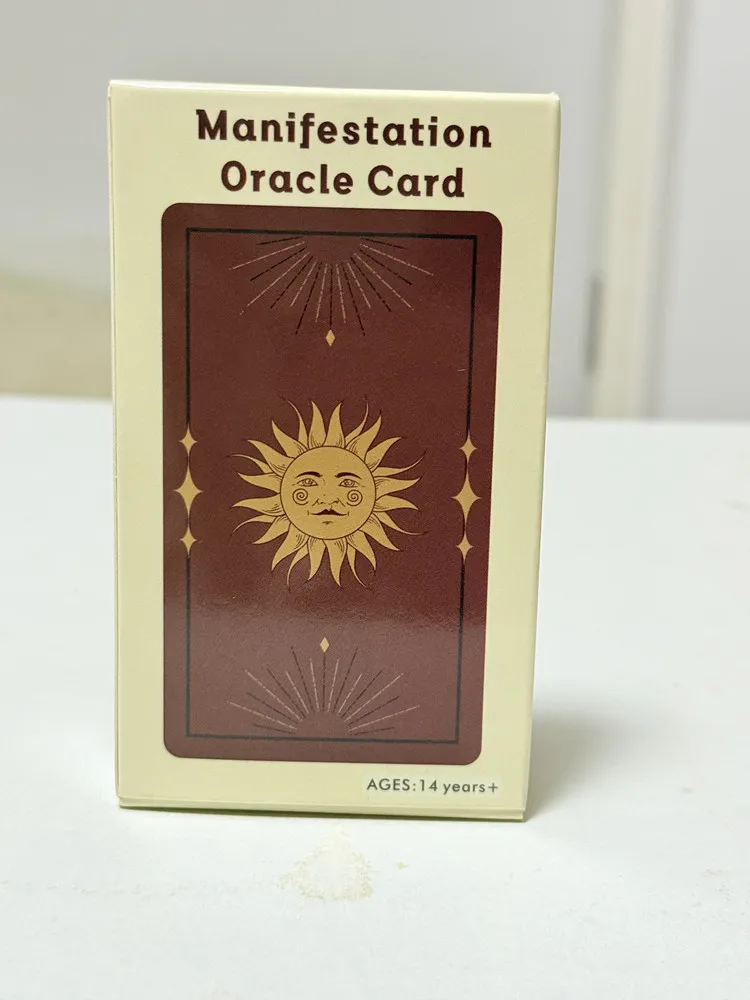 Manifestation
Oracle Card
AGES:14 years+